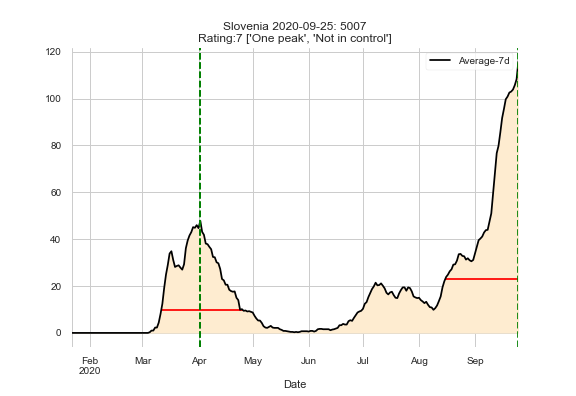 Slovenia 2020-09-25: 5007
Rating:7 ['One peak', 'Not in control']
Average-7d
120
100
80
60
40
20
0
Feb
2020
Mar
Apr
May
Jun
Jul
Aug
Sep
Date